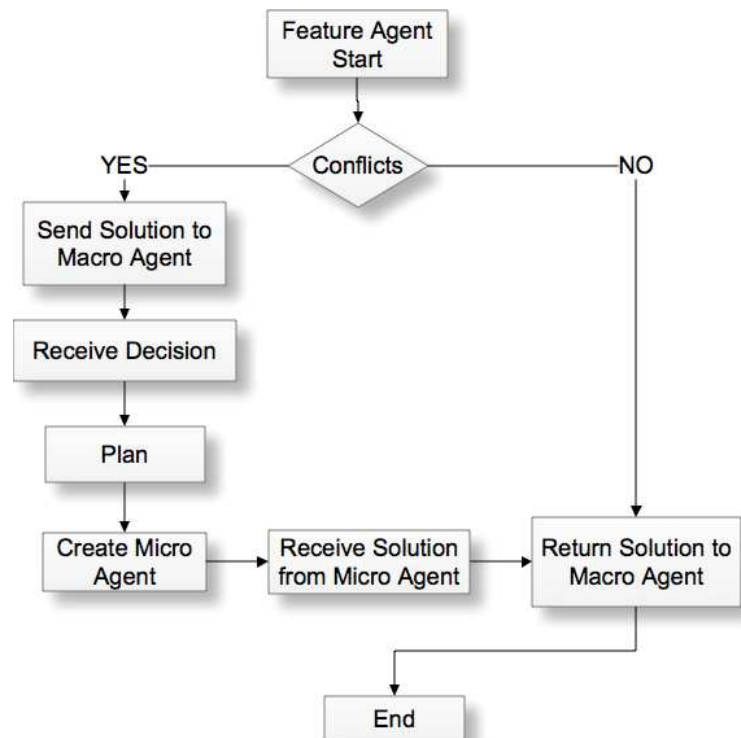 Feature Agent
Start
Conflicts
YES
NO
Send Solution to
Macro Agent
Receive Decision
Plan
Create Micro
Agent
Receive Solution
from Micro Agent
Return Solution to
Macro Agent
End